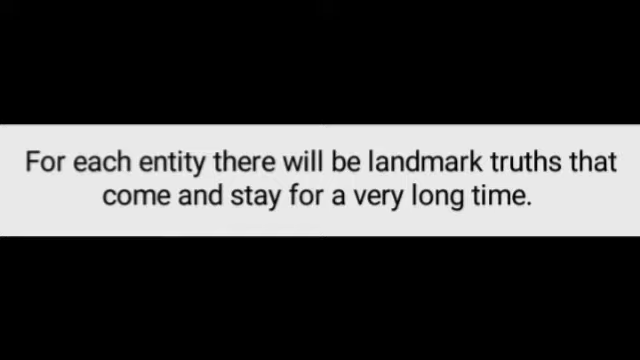 For each entity there will be landmark truths that
come and stay for a very long time.